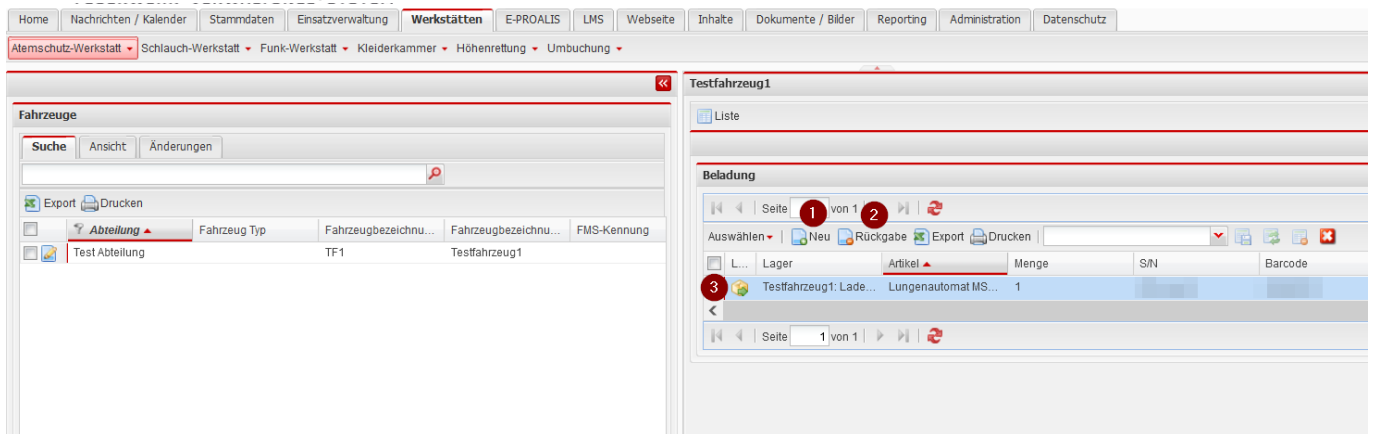 Home Nachrichten / Kalender Stammdaten Einsatzverwaltung Werkstätten E-PROALIS LMS Webseite Inhalte Dokumente / Bilder Reporting Administration Datenschutz
Atemschutz-Werkstatt Schlauch-Werkstatt Funk-Werkstatt Kleiderkammer Höhenrettung Umbuchung
Fahrzeuge
Suche Ansicht Änderungen
Export Drucken
Abteilung Fahrzeug Typ Fahrzeugbezeichnu... Fahrzeugbezeichnu... FMS-Kennung
Test Abteilung TF1 Testfahrzeug1
Testfahrzeug1
Liste
Beladung
Seite von 1
1 2
Auswählen Neu Rückgabe Export Drucken
L... Lager Artikel Menge S/N Barcode
3 Testfahrzeug1: Lade... Lungenautomat MS... 1
Seite 1 von 1